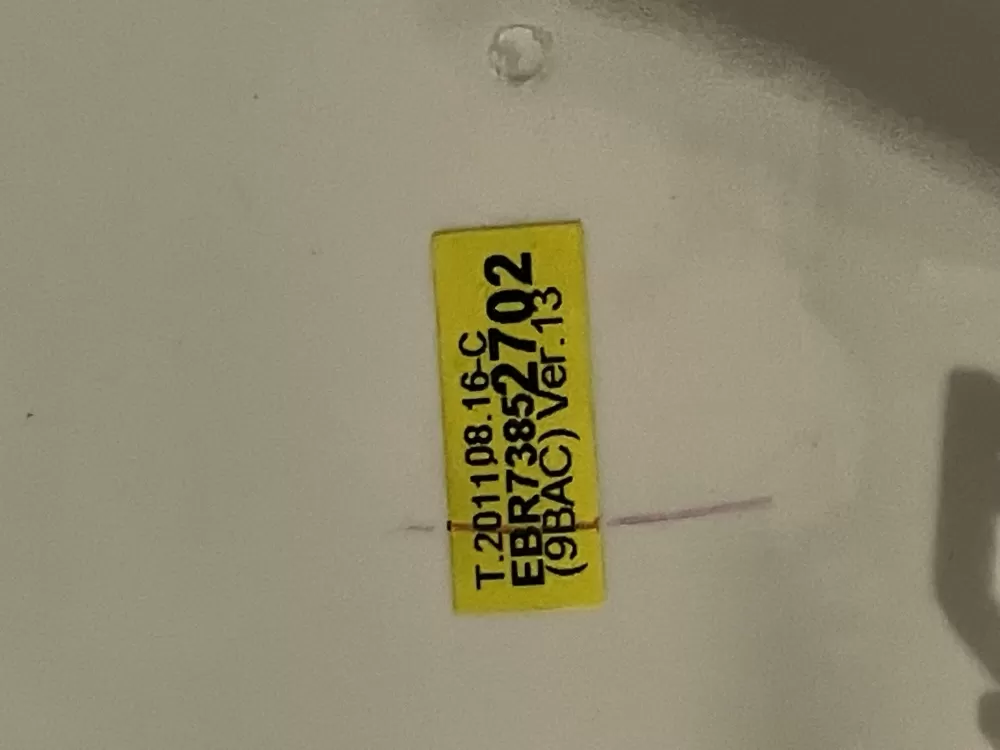 T.201108.16-C
EBR73852702
(9BAC) Ver.13